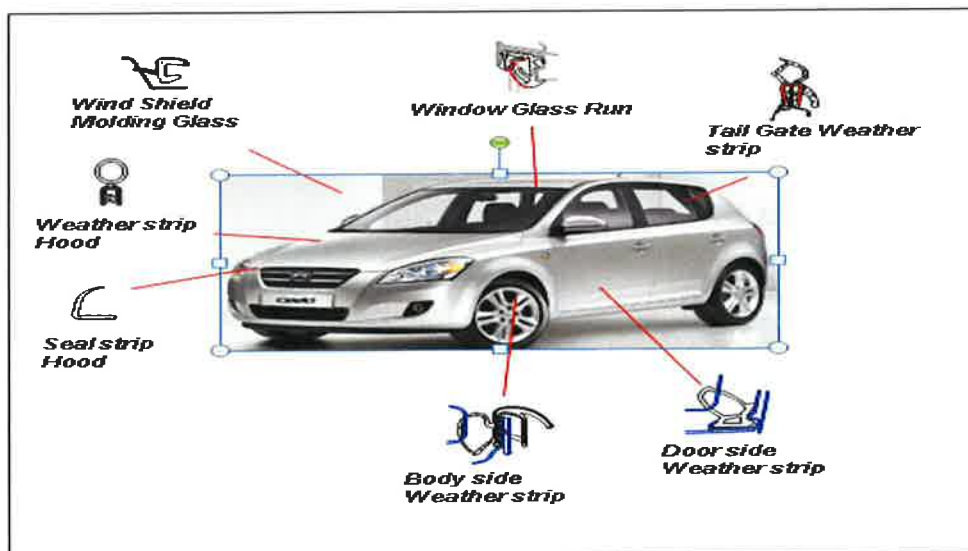 Wind Shield
Molding Glass
Window Glass Run
Tail Gate Weather
strip
Weather strip
Hood
Seal strip
Hood
Body side
Weather strip
Door side
Weather strip